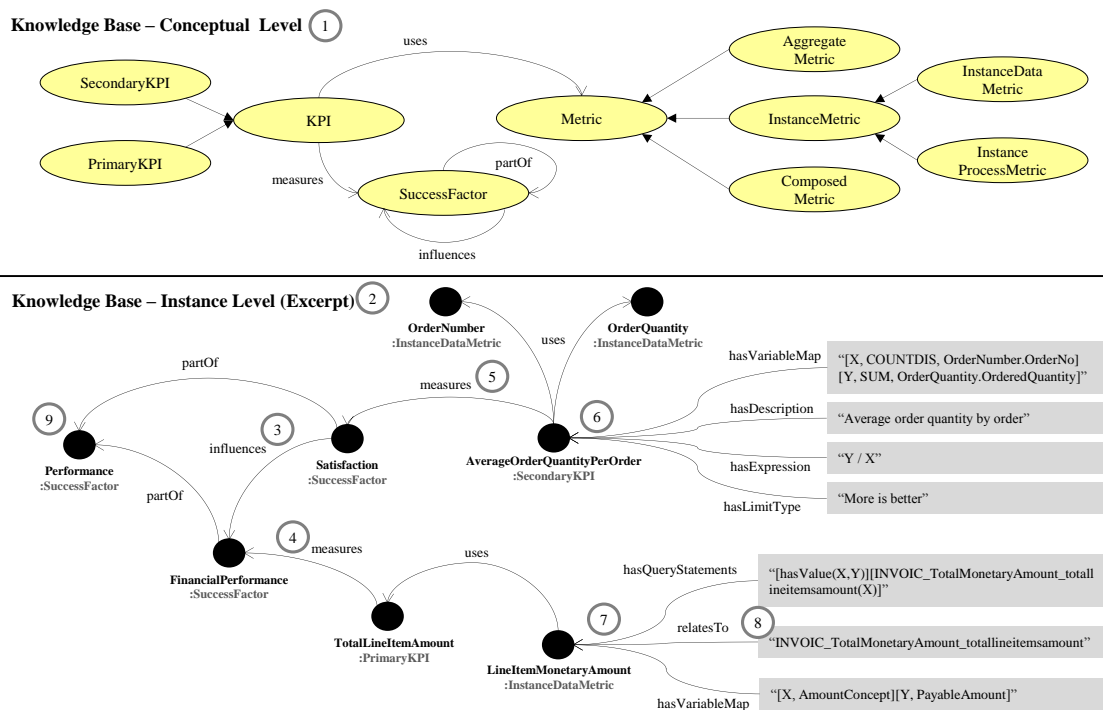 Knowledge Base – Conceptual Level 1
uses
Aggregate
Metric
SecondaryKPI
InstanceData
Metric
KPI
Metric
InstanceMetric
PrimaryKPI
partOf
Instance
ProcessMetric
measures
SuccessFactor
Composed
Metric
influences
Knowledge Base – Instance Level (Excerpt) 2
OrderNumber
:InstanceDataMetric
OrderQuantity
:InstanceDataMetric
uses
hasVariableMap
“[X, COUNTDIS, OrderNumber.OrderNo]
[Y, SUM, OrderQuantity.OrderedQuantity]”
partOf
measures 5
hasDescription
“Average order quantity by order”
9
3
6
influences
Performance
:SuccessFactor
Satisfaction
:SuccessFactor
AverageOrderQuantityPerOrder
:SecondaryKPI
hasExpression
“Y / X”
partOf
hasLimitType
“More is better”
4 measures
uses
FinancialPerformance
:SuccessFactor
hasQueryStatements
“[hasValue(X,Y)][INVOIC_TotalMonetaryAmount_totall
ineitemsamount(X)]”
7
relatesTo 8
“INVOIC_TotalMonetaryAmount_totallineitemsamount”
TotalLineItemAmount
:PrimaryKPI
LineItemMonetaryAmount
:InstanceDataMetric
hasVariableMap
“[X, AmountConcept][Y, PayableAmount]”